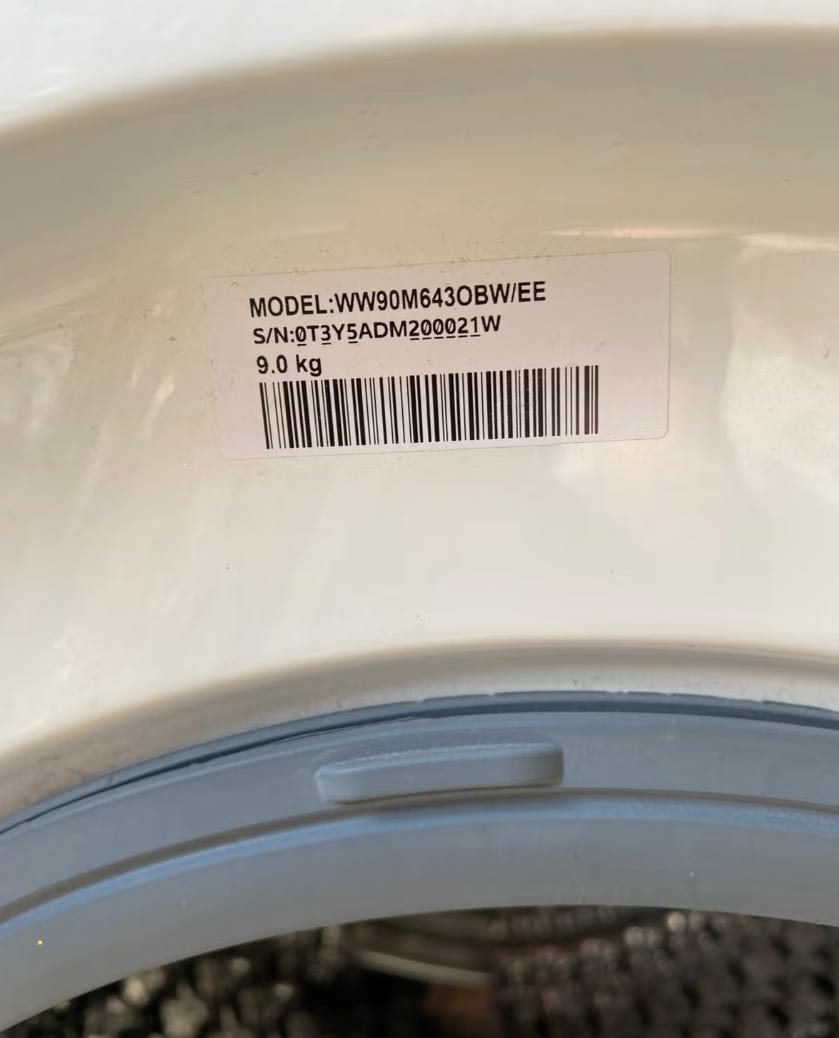 MODEL:WW90M643OBW/EE
S/N:0T3Y5ADM200021W
9.0 kg